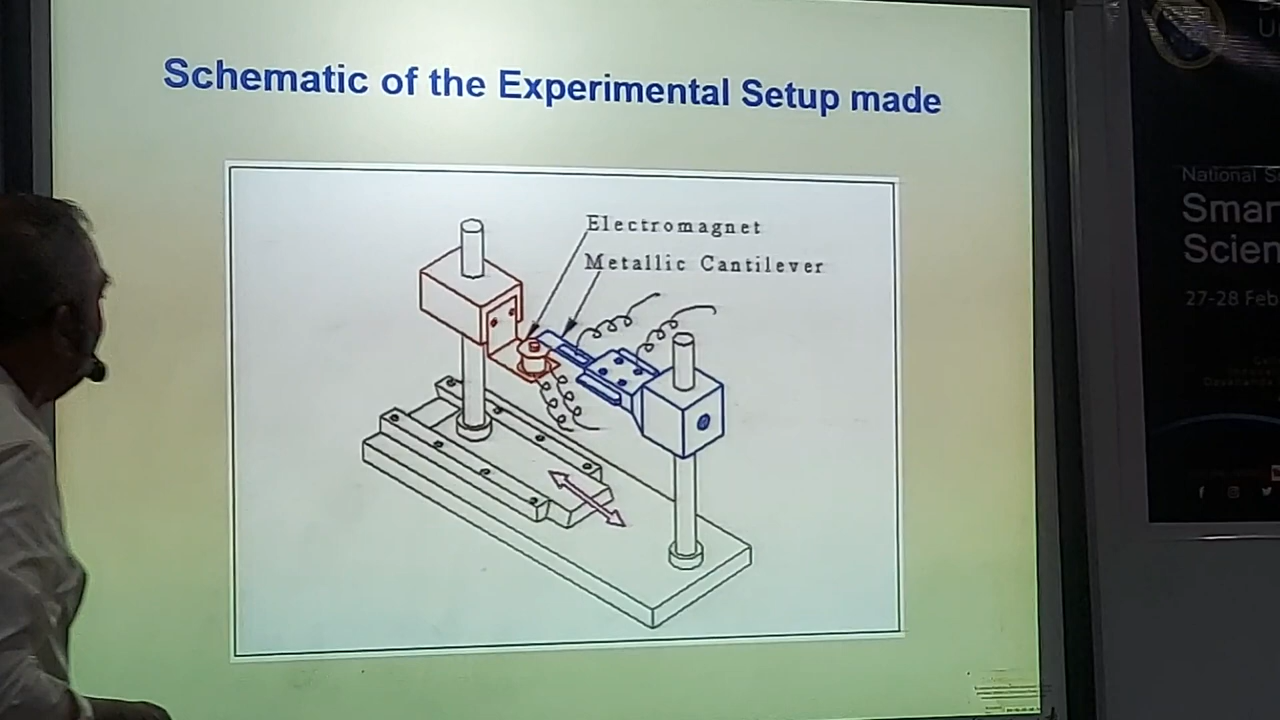 Schematic of the Experimental Setup made
Electromagnet
Metallic Cantilever
National
Smar
Scien
27-28 Feb